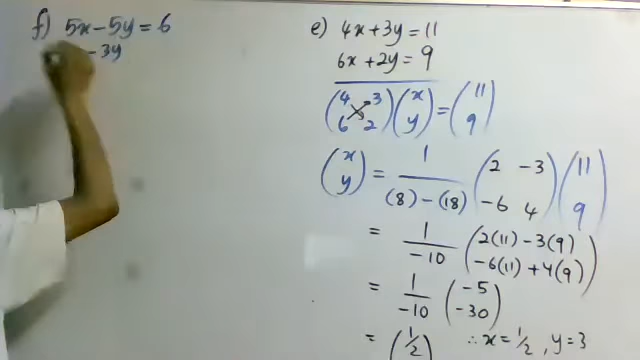 f) 5x - 5y = 6
- 3y
e) 4x + 3y = 11
6x + 2y = 9
(4 3
6 2)(x
y) = (11
9)
(x
y) = 1/((8) - (18)) (2 -3
-6 4)(11
9)
= 1/-10 (2(11) - 3(9)
-6(11) + 4(9))
= 1/-10 (-5
-30)
= (1/2 ∴ x = 1/2, y = 3